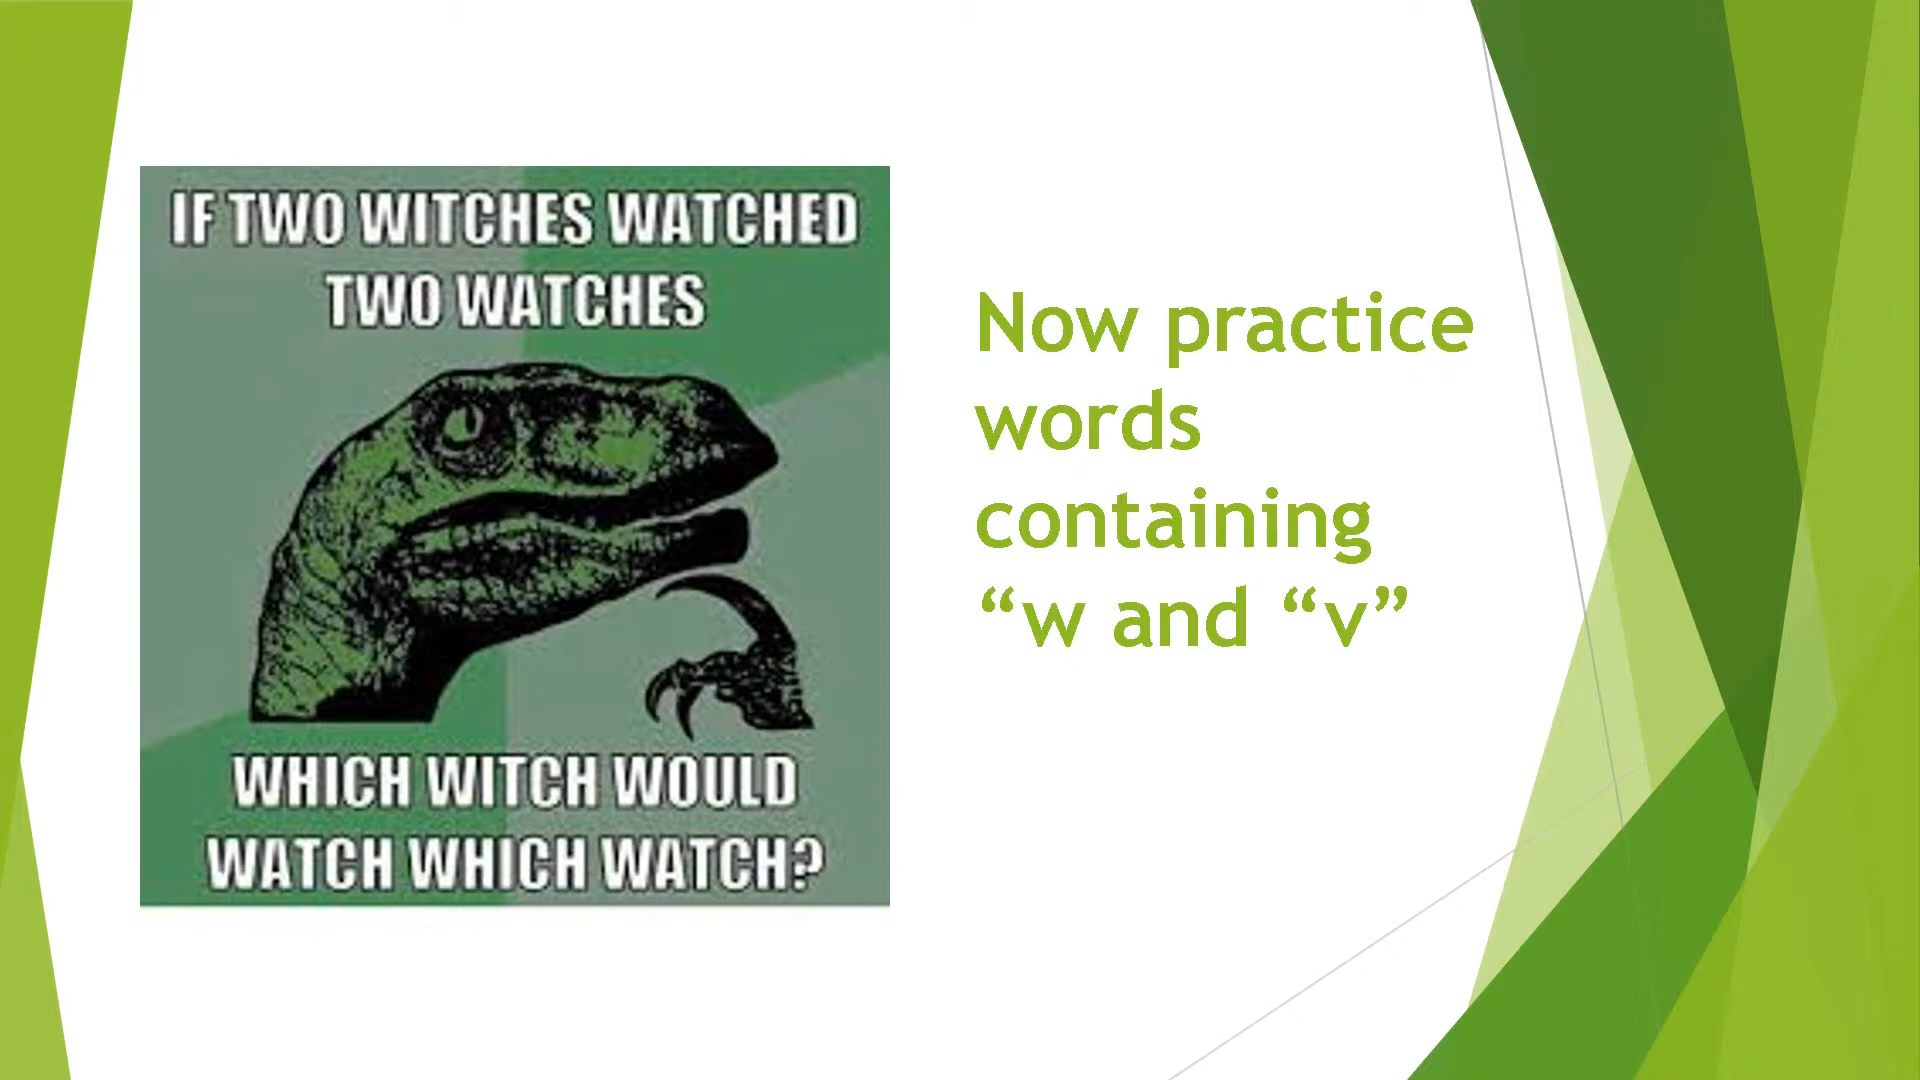 IF TWO WITCHES WATCHED
TWO WATCHES
WHICH WITCH WOULD
WATCH WHICH WATCH?
Now practice
words
containing
“w and “v”